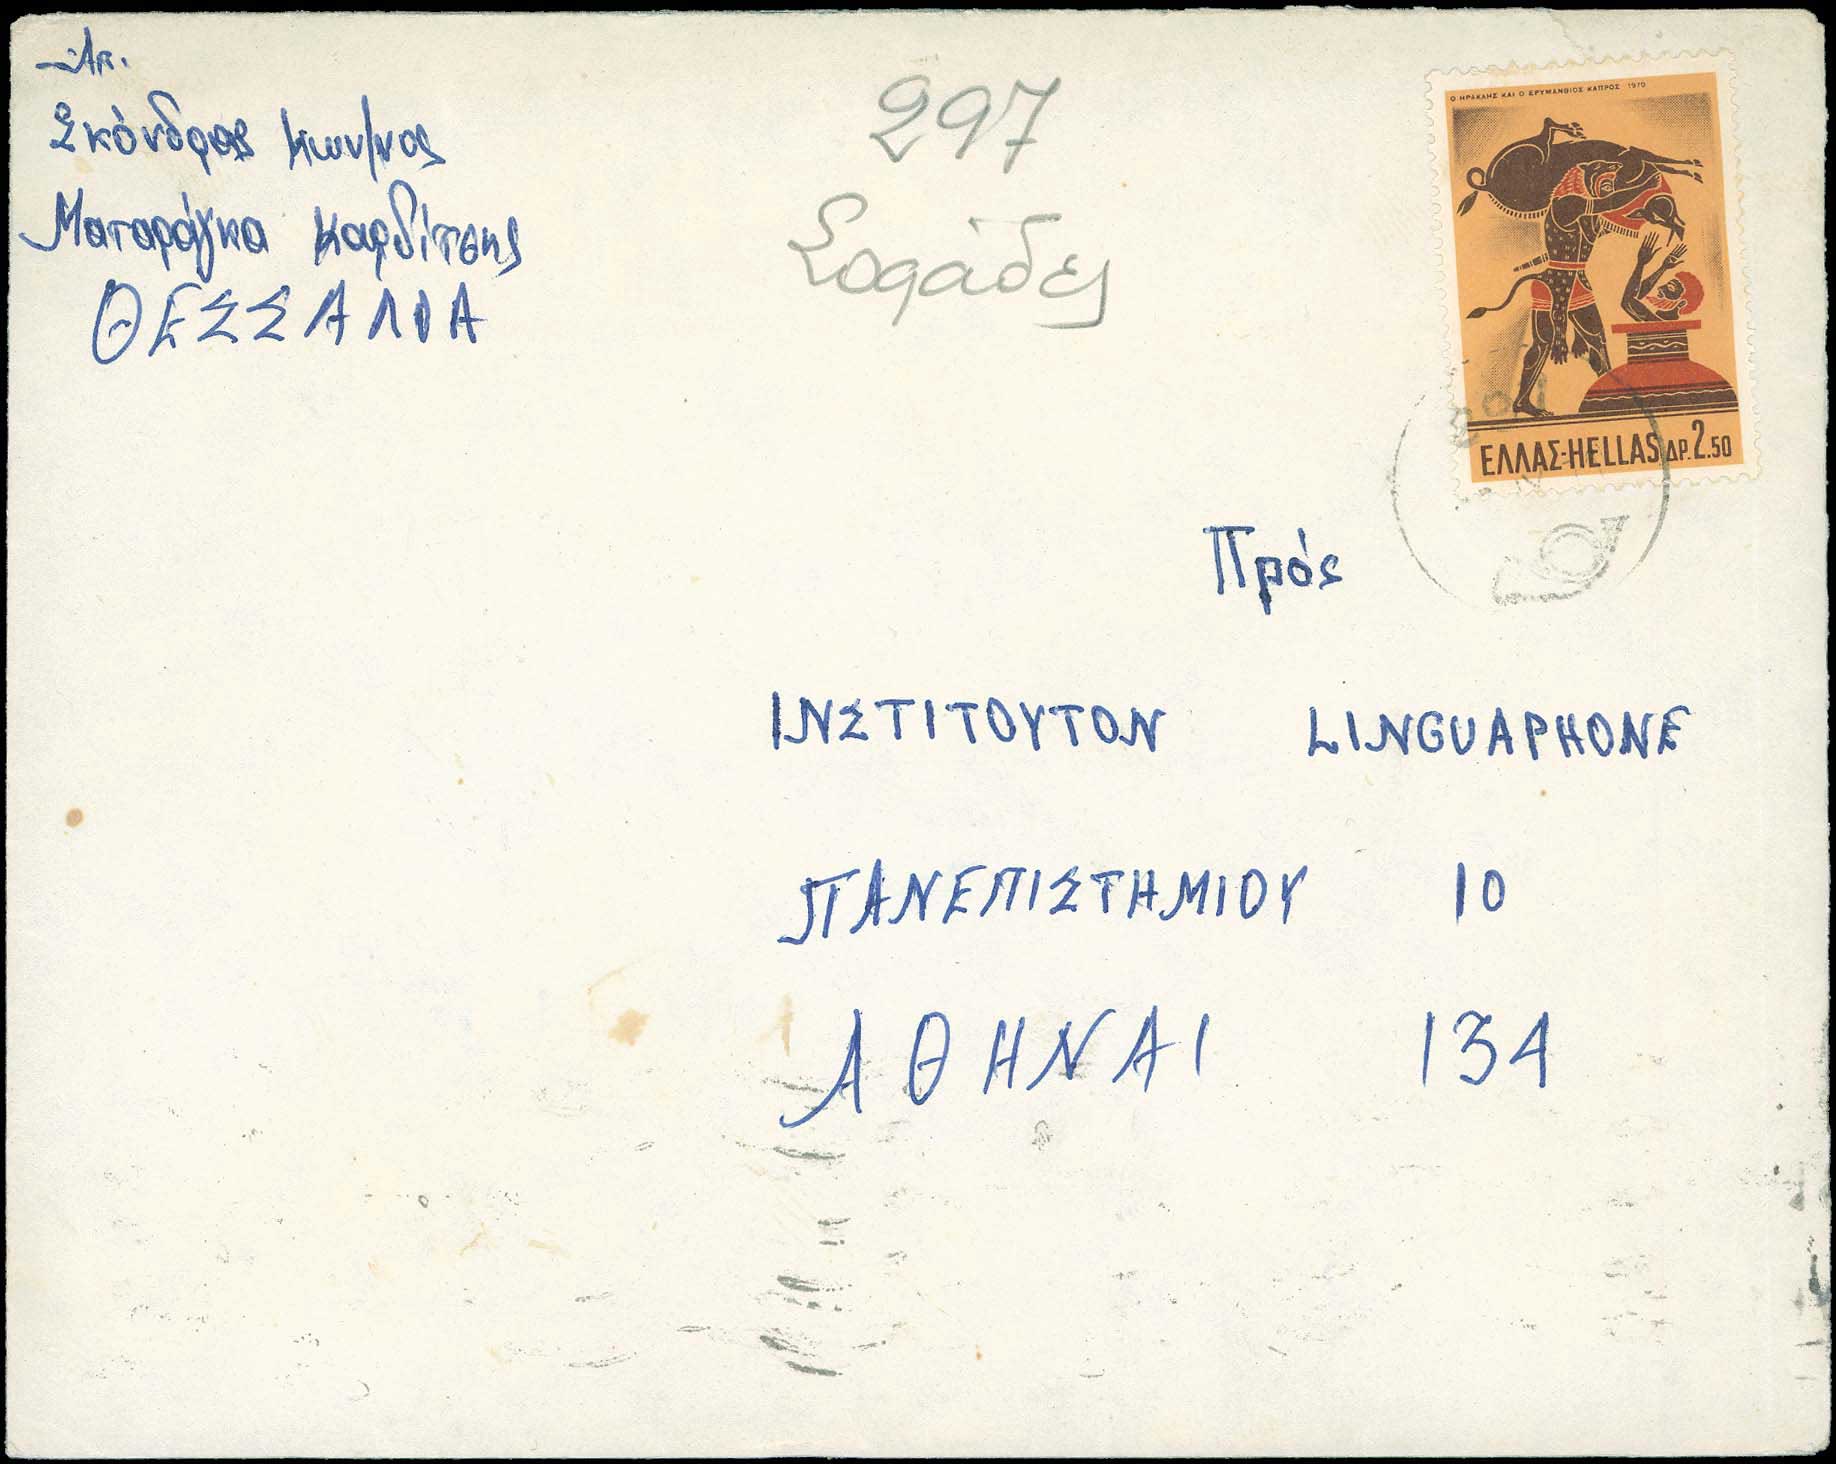 Απ.
Σκόνδρας Κων/νος
Ματαράγκα Καρδίτσης
ΘΕΣΣΑΛΙΑ
297
Σοφάδες
Ο ΗΡΑΚΛΗΣ ΚΑΙ Ο ΕΡΥΜΑΝΘΙΟΣ ΚΑΠΡΟΣ 1970
ΕΛΛΑΣ-HELLAS ΔΡ. 2.50
Πρός
ΙΝΣΤΙΤΟΥΤΟΝ LINGUAPHONE
ΠΑΝΕΠΙΣΤΗΜΙΟΥ 10
ΑΘΗΝΑΙ 134